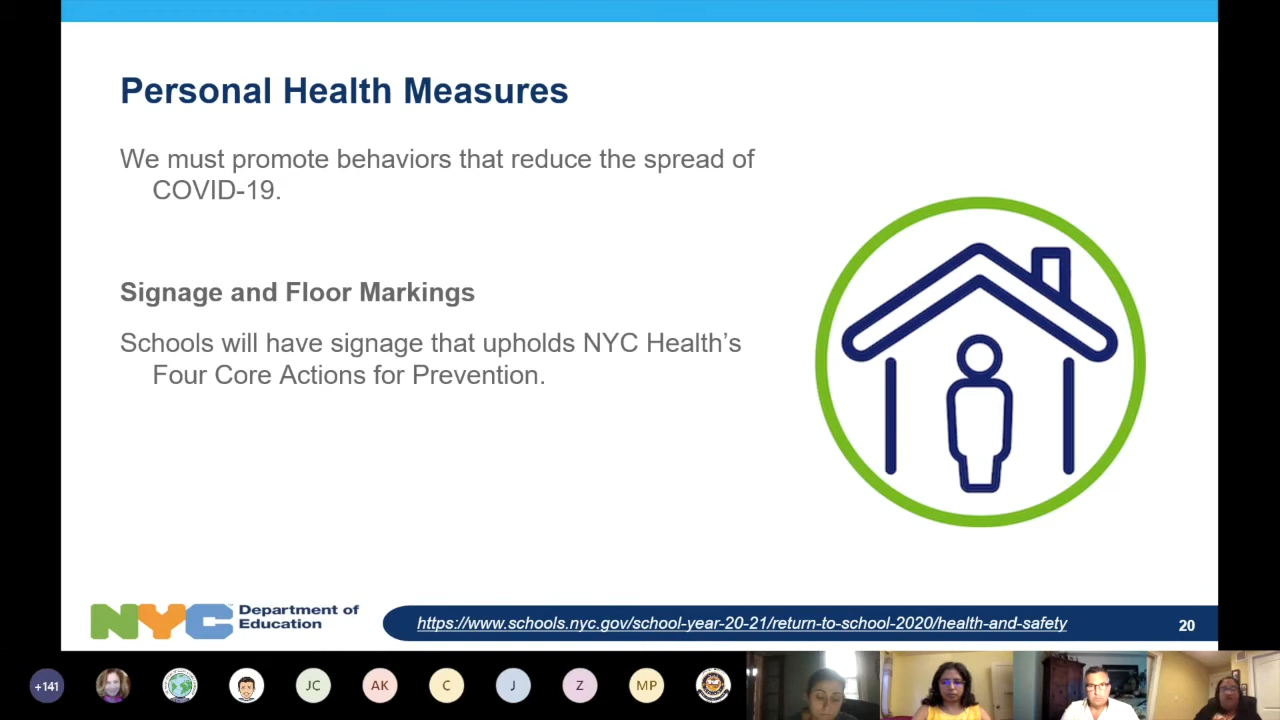 Personal Health Measures
We must promote behaviors that reduce the spread of
COVID-19.
Signage and Floor Markings
Schools will have signage that upholds NYC Health's
Four Core Actions for Prevention.
NYC Department of
Education
https://www.schools.nyc.gov/school-year-20-21/return-to-school-2020/health-and-safety
20
+141
JC
AK
C
J
Z
MP